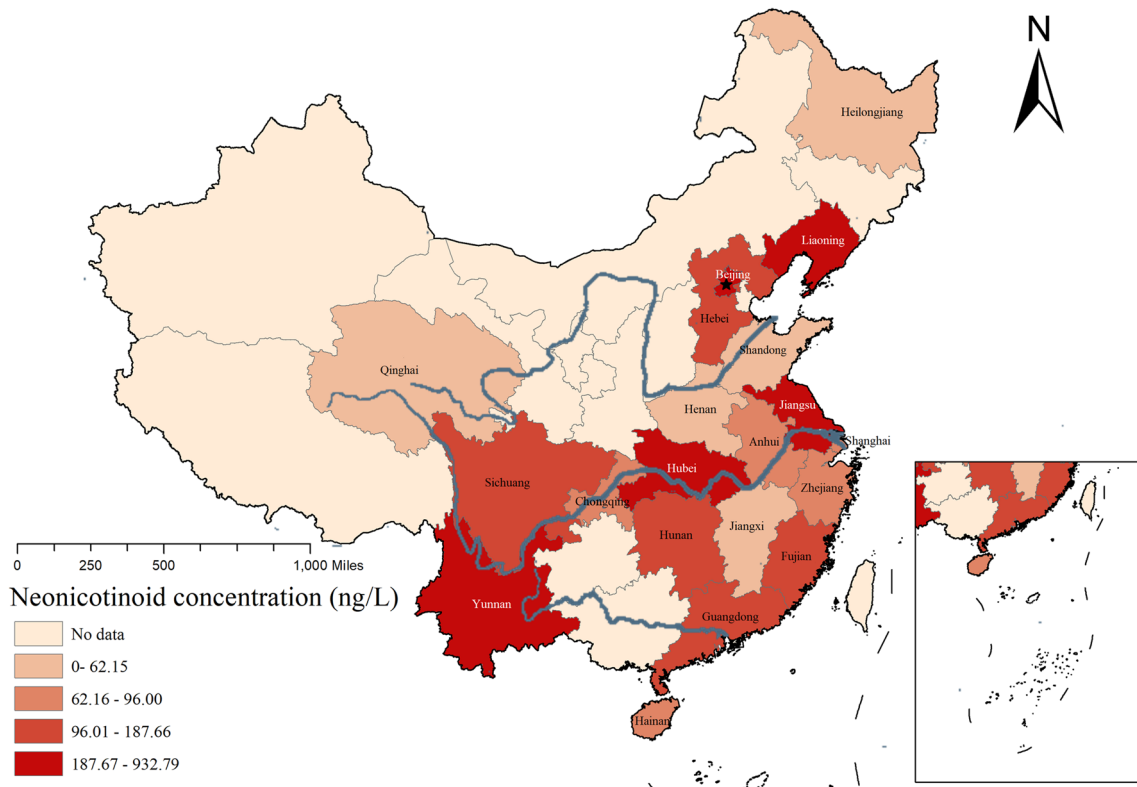 N
Heilongjiang
Liaoning
Beijing
Hebei
Shandong
Qinghai
Henan
Jiangsu
Anhui
Shanghai
Hubei
Sichuang
Zhejiang
Chongqing
Jiangxi
Hunan
Fujian
0 250 500 1,000 Miles
Yunnan
Guangdong
Hainan
Neonicotinoid concentration (ng/L)
No data
0- 62.15
62.16 - 96.00
96.01 - 187.66
187.67 - 932.79